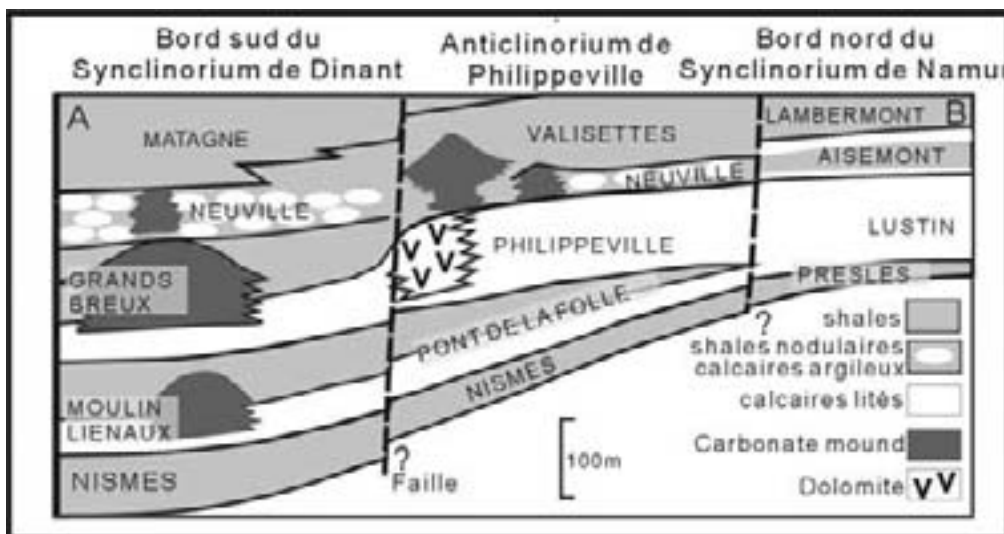 Bord sud du
Synclinorium de Dinant
Anticlinorium de
Philippeville
Bord nord du
Synclinorium de Namur
A
B
MATAGNE
NEUVILLE
GRANDS
BREUX
MOULIN
LIENAUX
NISMES
VALISETTES
NEUVILLE
PHILIPPEVILLE
V V
V V
PONT DE LA FOLLE
NISMES
LAMBERMONT
AISEMONT
LUSTIN
PRESLES
?
Faille
?
100m
shales
shales nodulaires
calcaires argileux
calcaires lités
Carbonate mound
Dolomite V V